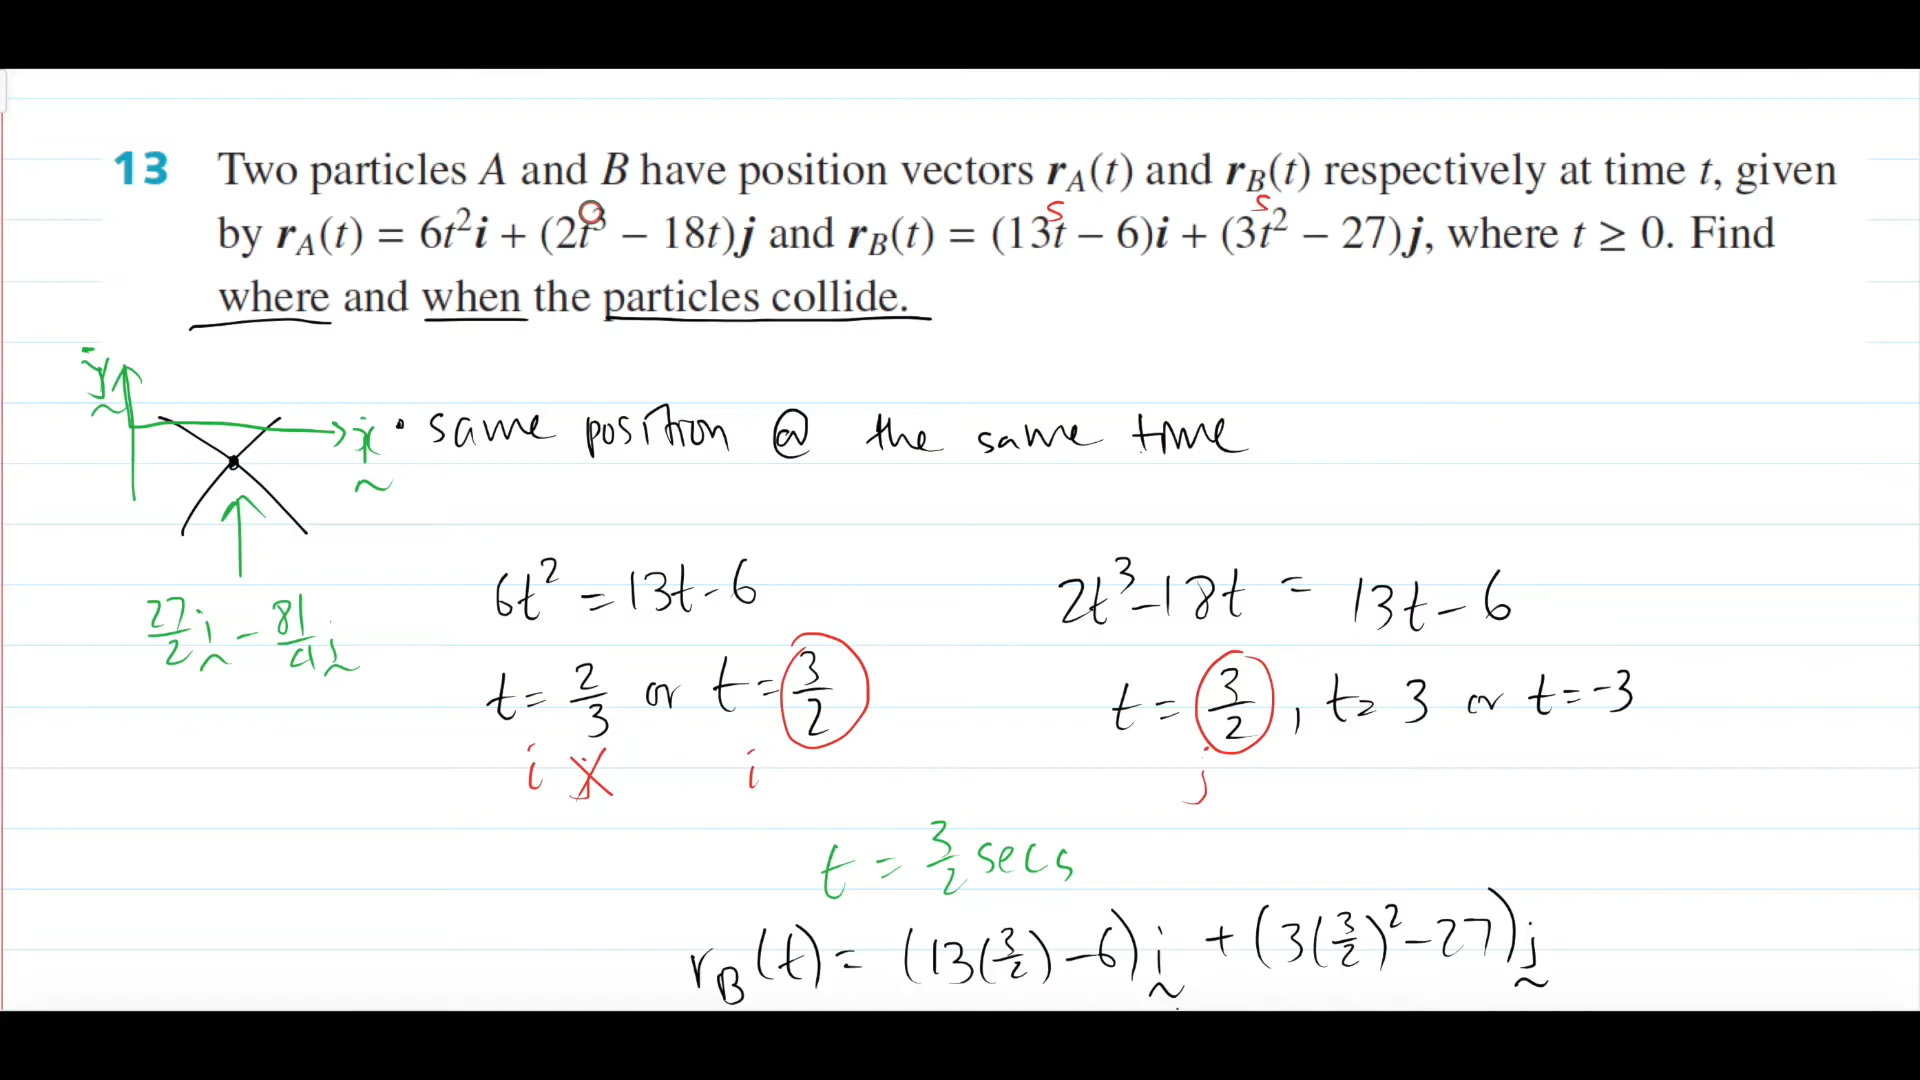 13 Two particles A and B have position vectors r_A(t) and r_B(t) respectively at time t, given
by r_A(t) = 6t²i + (2t³ − 18t)j and r_B(t) = (13t − 6)i + (3t² − 27)j, where t ≥ 0. Find
where and when the particles collide.
s s
y
x
• same position @ the same time
6t² = 13t - 6
2t³ - 18t = 13t - 6
27/2 i - 81/4 j
t = 2/3 or t = 3/2
t = 3/2, t = 3 or t = -3
i j i
j
t = 3/2 secs
r_B(t) = (13(3/2) - 6)i + (3(3/2)² - 27)j